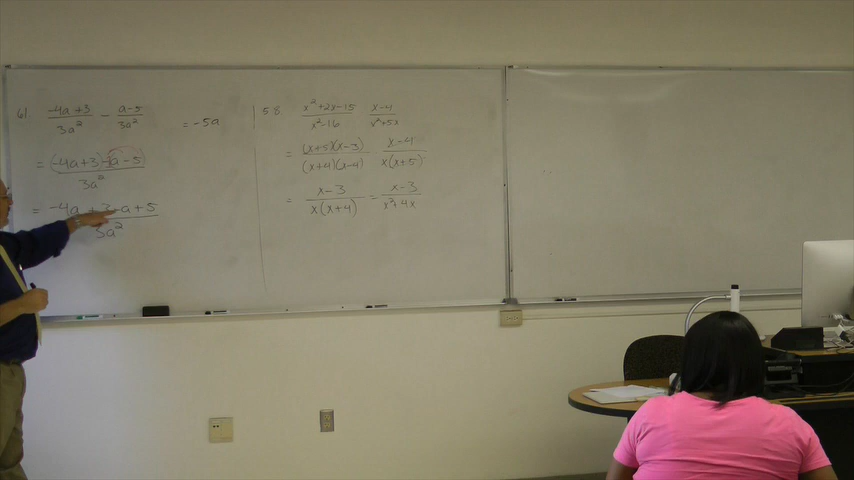 61 (-4a+3)/(3a²) - (a-5)/(3a²) = -5a
= ((-4a+3)-(a-5))/(3a²)
= (-4a+3-a+5)/(3a²)
58 (x²+2x-15)/(x²-16) (x-4)/(x²+5x)
= ((x+5)(x-3))/((x+4)(x-4)) (x-4)/(x(x+5))
= (x-3)/(x(x+4)) = (x-3)/(x²+4x)